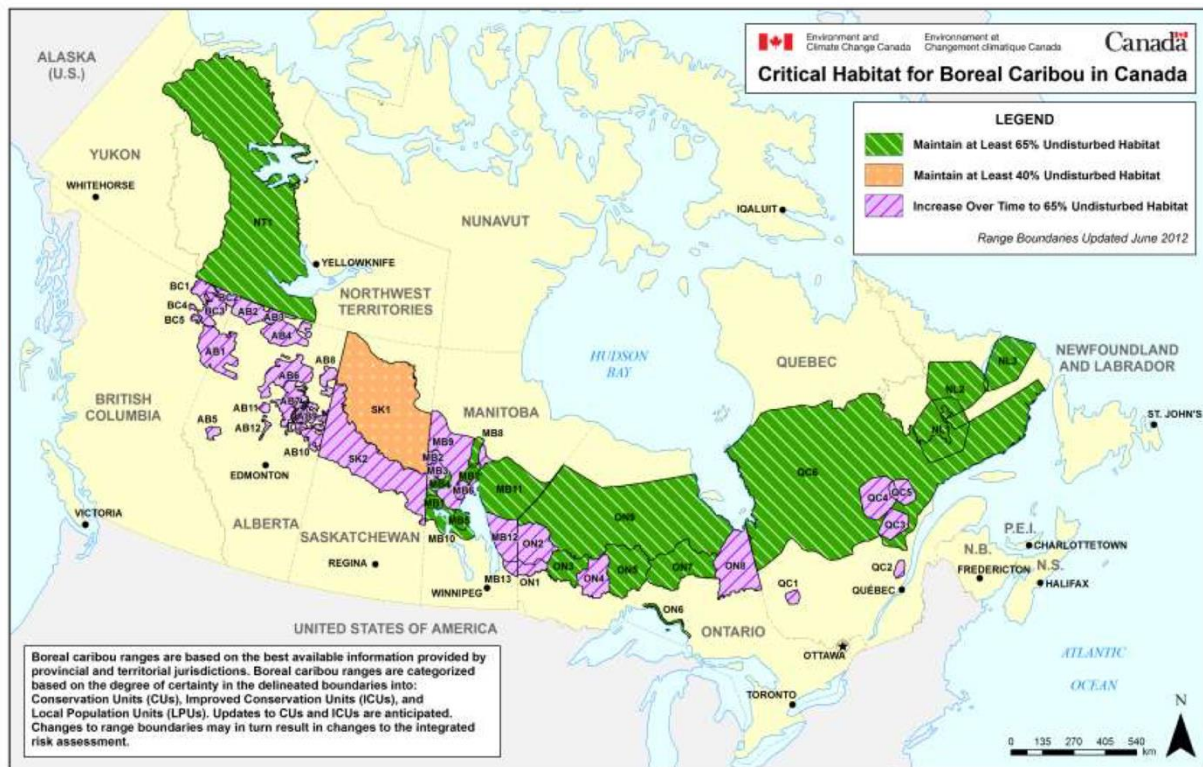 Environment and
Climate Change Canada
Environnement et
Changement climatique Canada
Canada
Critical Habitat for Boreal Caribou in Canada
LEGEND
Maintain at Least 65% Undisturbed Habitat
Maintain at Least 40% Undisturbed Habitat
Increase Over Time to 65% Undisturbed Habitat
Range Boundaries Updated June 2012
ALASKA
(U.S.)
YUKON
WHITEHORSE
NT1
NUNAVUT
IQALUIT
YELLOWKNIFE
NORTHWEST
TERRITORIES
BC1
BC2
BC4
BC3
BC5
AB2
AB3
AB4
AB1
AB8
AB6
AB7
AB9
AB11
AB12
AB5
AB10
BRITISH
COLUMBIA
EDMONTON
VICTORIA
ALBERTA
SASKATCHEWAN
REGINA
SK1
SK2
MANITOBA
MB8
MB9
MB2
MB3
MB4
MB6
MB1
MB5
MB10
MB11
MB12
MB13
WINNIPEG
HUDSON
BAY
ON9
ON2
ON1
ON3
ON4
ON5
ON7
ON8
ON6
ONTARIO
OTTAWA
TORONTO
QUEBEC
QC6
QC4
QC5
QC3
QC2
QC1
QUÉBEC
NL3
NL2
NL1
NEWFOUNDLAND
AND LABRADOR
ST. JOHN'S
P.E.I.
CHARLOTTETOWN
N.B.
FREDERICTON
N.S.
HALIFAX
UNITED STATES OF AMERICA
ATLANTIC
OCEAN
Boreal caribou ranges are based on the best available information provided by
provincial and territorial jurisdictions. Boreal caribou ranges are categorized
based on the degree of certainty in the delineated boundaries into:
Conservation Units (CUs), Improved Conservation Units (ICUs), and
Local Population Units (LPUs). Updates to CUs and ICUs are anticipated.
Changes to range boundaries may in turn result in changes to the integrated
risk assessment.
N
0 135 270 405 540
km